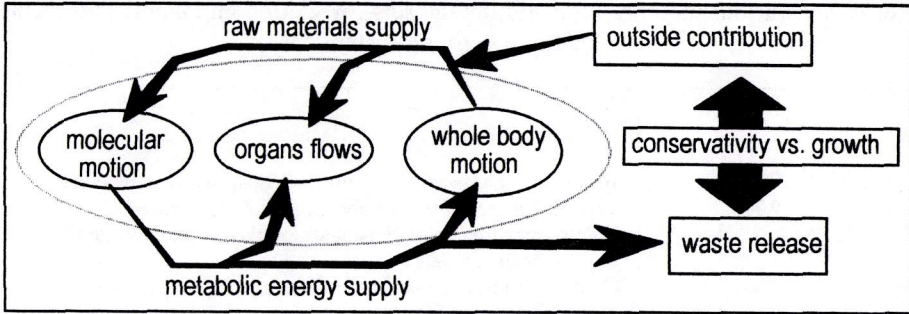 raw materials supply
outside contribution
molecular
motion
organs flows
whole body
motion
conservativity vs. growth
waste release
metabolic energy supply